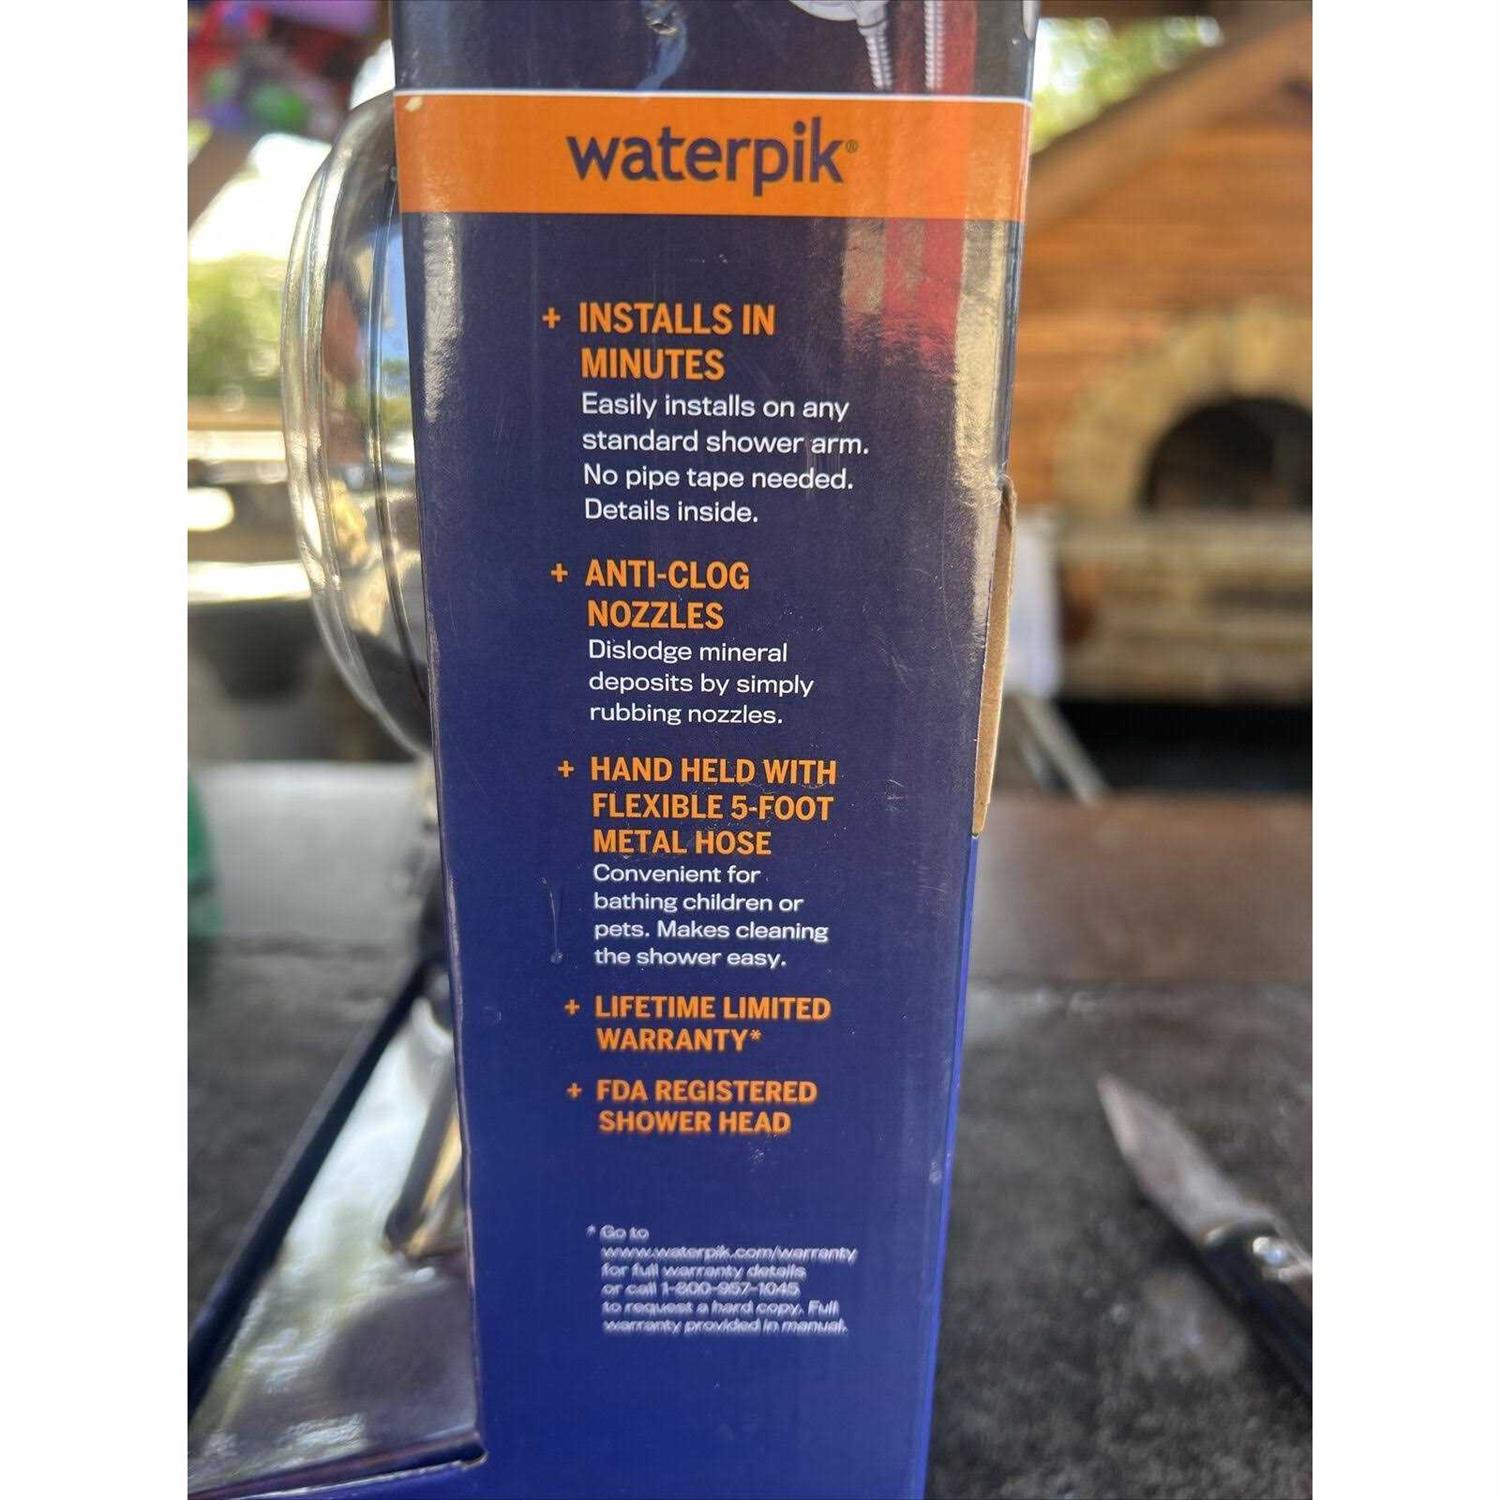 waterpik®
+ INSTALLS IN
MINUTES
Easily installs on any
standard shower arm.
No pipe tape needed.
Details inside.
+ ANTI-CLOG
NOZZLES
Dislodge mineral
deposits by simply
rubbing nozzles.
+ HAND HELD WITH
FLEXIBLE 5-FOOT
METAL HOSE
Convenient for
bathing children or
pets. Makes cleaning
the shower easy.
+ LIFETIME LIMITED
WARRANTY*
+ FDA REGISTERED
SHOWER HEAD
* Go to
www.waterpik.com/warranty
for full warranty details
or call 1-800-957-1045
to request a hard copy. Full
warranty provided in manual.